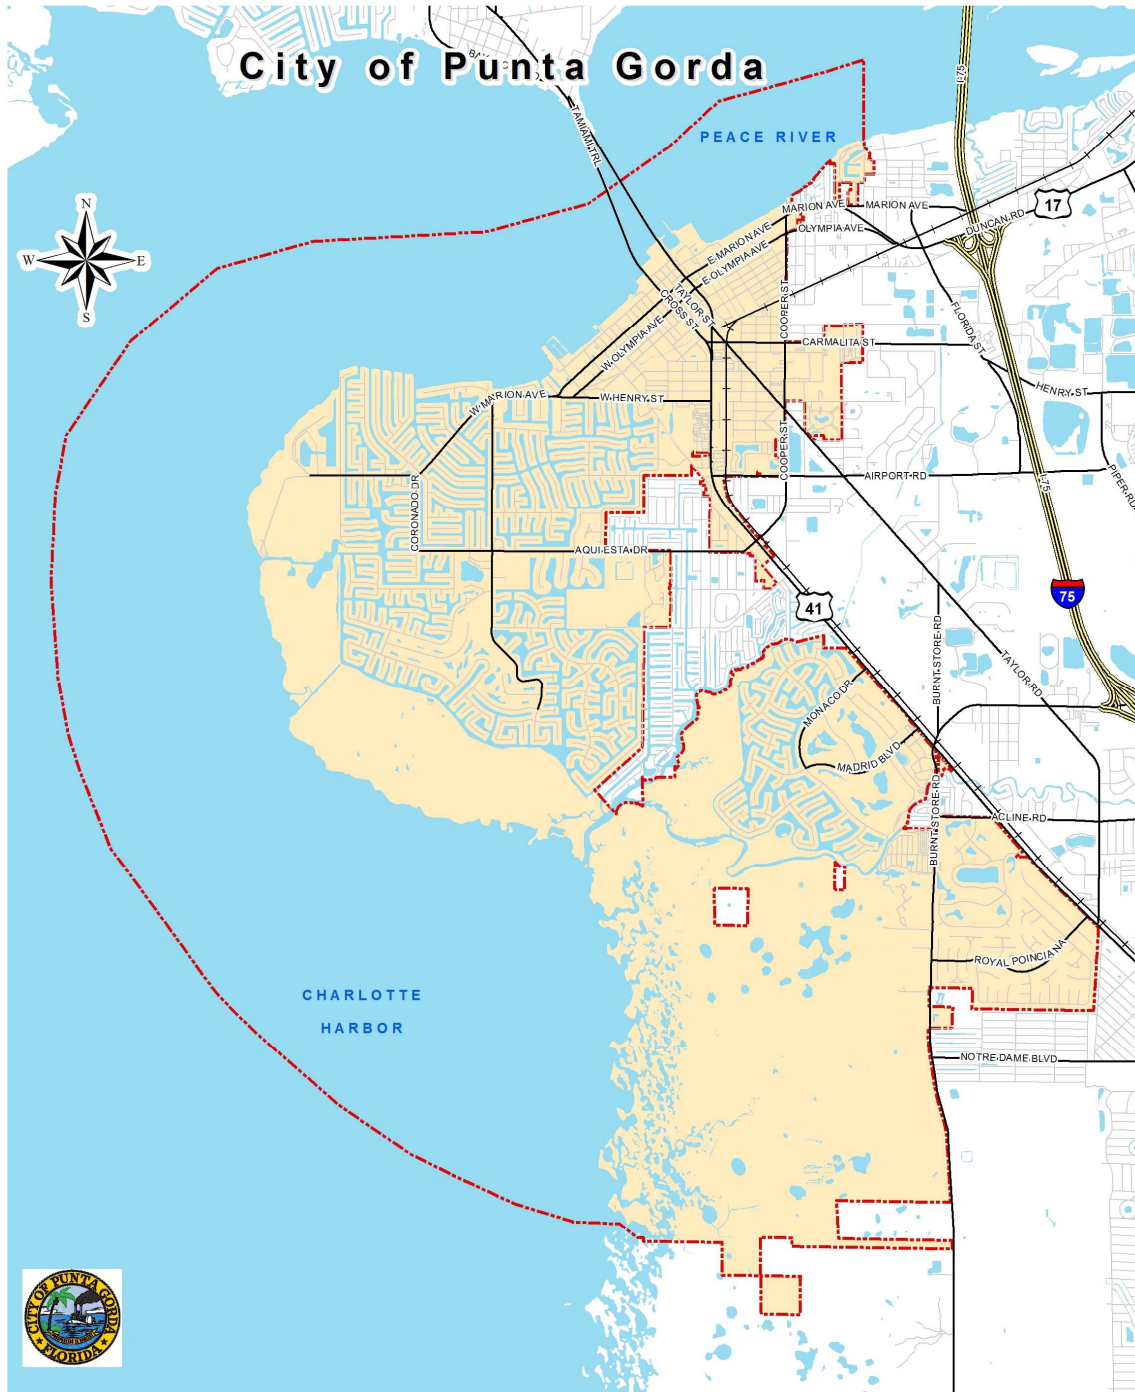 City of Punta Gorda
TAMIAMI TRL
I-75
PEACE RIVER
N
W
E
S
17
MARION AVE
MARION AVE
DUNCAN RD
OLYMPIA AVE
E MARION AVE
E OLYMPIA AVE
TAYLOR ST
CROSS ST
COOPER ST
FLORIDA ST
W OLYMPIA AVE
CARMALITA ST
HENRY ST
W MARION AVE
W HENRY ST
COOPER ST
AIRPORT RD
I-75
PIPER RD
CORONADO DR
AQUI ESTA DR
75
41
BURNT STORE RD
TAYLOR RD
MONACO DR
MADRID BLVD
BURNT STORE RD
ACLINE RD
ROYAL POINCIANA
CHARLOTTE
HARBOR
NOTRE DAME BLVD
CITY OF PUNTA GORDA
FLORIDA